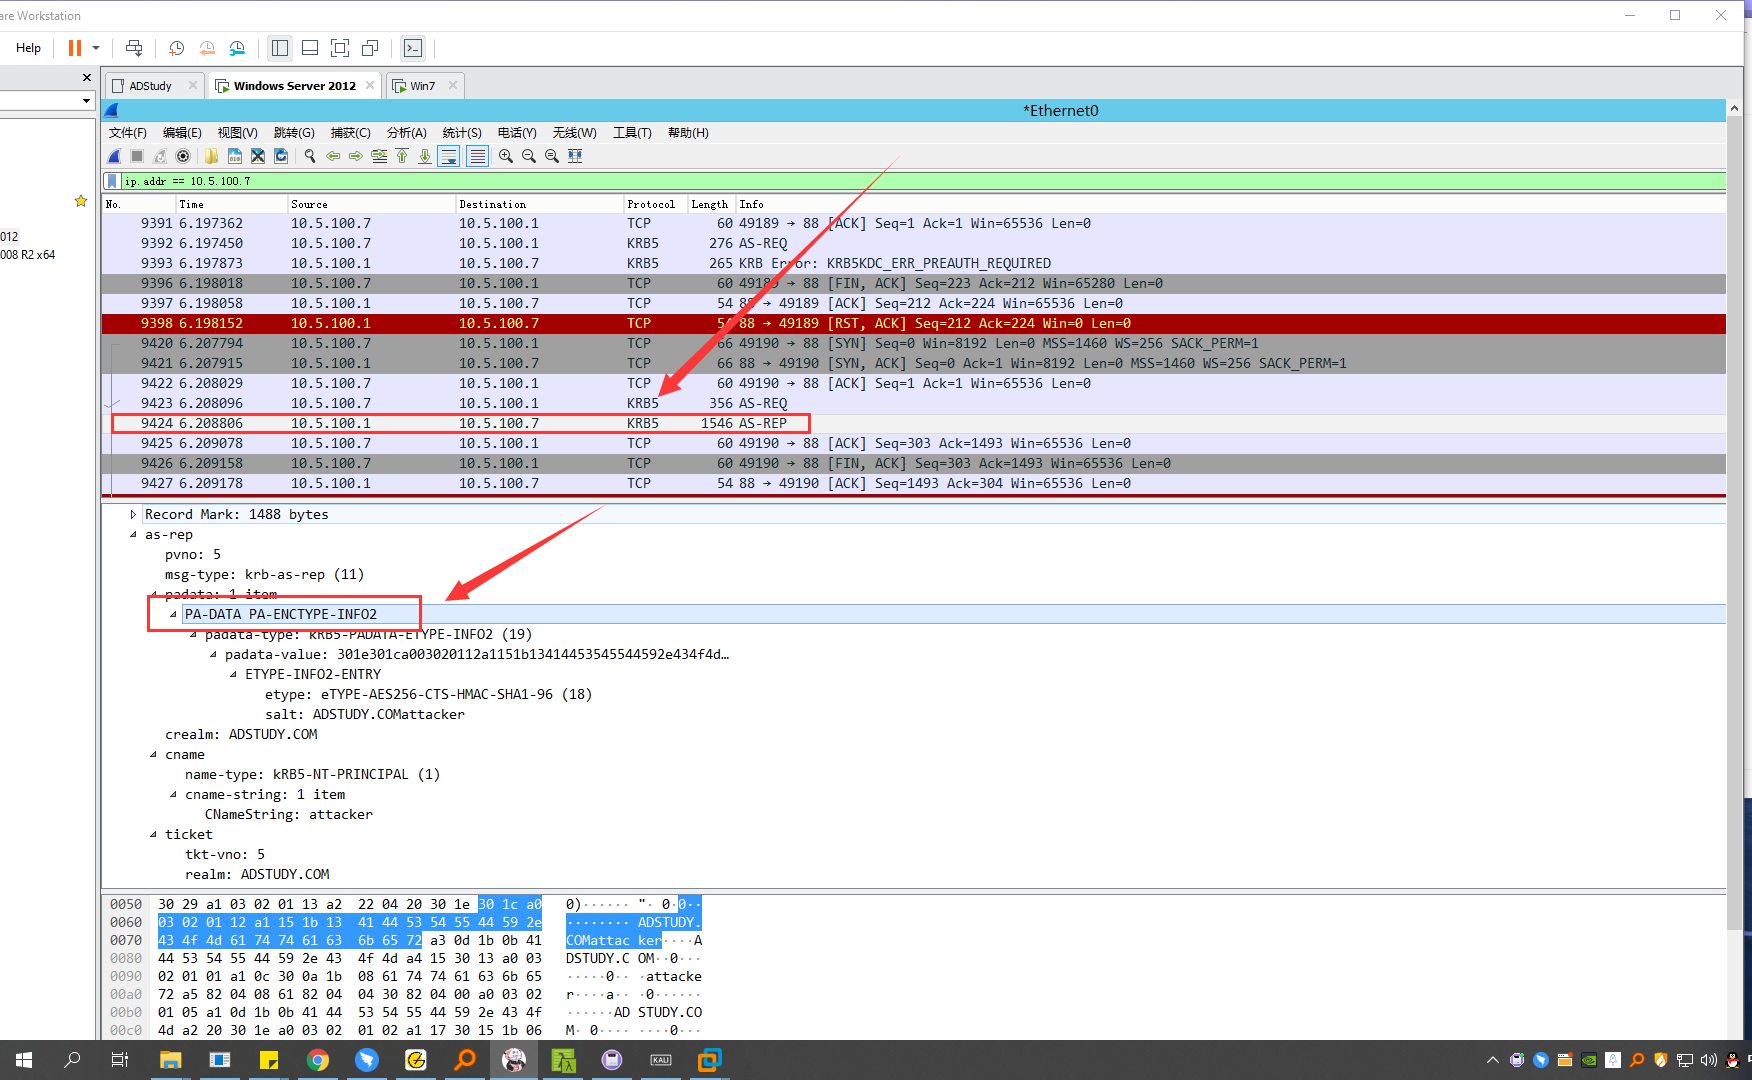 are Workstation
Help
ADStudy
Windows Server 2012
Win7
*Ethernet0
文件(F) 编辑(E) 视图(V) 跳转(G) 捕获(C) 分析(A) 统计(S) 电话(Y) 无线(W) 工具(T) 帮助(H)
ip.addr == 10.5.100.7
012
008 R2 x64
No. Time Source Destination Protocol Length Info
9391 6.197362 10.5.100.7 10.5.100.1 TCP 60 49189 → 88 [ACK] Seq=1 Ack=1 Win=65536 Len=0
9392 6.197450 10.5.100.7 10.5.100.1 KRB5 276 AS-REQ
9393 6.197873 10.5.100.1 10.5.100.7 KRB5 265 KRB Error: KRB5KDC_ERR_PREAUTH_REQUIRED
9396 6.198018 10.5.100.7 10.5.100.1 TCP 60 49189 → 88 [FIN, ACK] Seq=223 Ack=212 Win=65280 Len=0
9397 6.198058 10.5.100.1 10.5.100.7 TCP 54 88 → 49189 [ACK] Seq=212 Ack=224 Win=65536 Len=0
9398 6.198152 10.5.100.1 10.5.100.7 TCP 54 88 → 49189 [RST, ACK] Seq=212 Ack=224 Win=0 Len=0
9420 6.207794 10.5.100.7 10.5.100.1 TCP 66 49190 → 88 [SYN] Seq=0 Win=8192 Len=0 MSS=1460 WS=256 SACK_PERM=1
9421 6.207915 10.5.100.1 10.5.100.7 TCP 66 88 → 49190 [SYN, ACK] Seq=0 Ack=1 Win=8192 Len=0 MSS=1460 WS=256 SACK_PERM=1
9422 6.208029 10.5.100.7 10.5.100.1 TCP 60 49190 → 88 [ACK] Seq=1 Ack=1 Win=65536 Len=0
9423 6.208096 10.5.100.7 10.5.100.1 KRB5 356 AS-REQ
9424 6.208806 10.5.100.1 10.5.100.7 KRB5 1546 AS-REP
9425 6.209078 10.5.100.7 10.5.100.1 TCP 60 49190 → 88 [ACK] Seq=303 Ack=1493 Win=65536 Len=0
9426 6.209158 10.5.100.7 10.5.100.1 TCP 60 49190 → 88 [FIN, ACK] Seq=303 Ack=1493 Win=65536 Len=0
9427 6.209178 10.5.100.1 10.5.100.7 TCP 54 88 → 49190 [ACK] Seq=1493 Ack=304 Win=65536 Len=0
Record Mark: 1488 bytes
as-rep
pvno: 5
msg-type: krb-as-rep (11)
padata: 1 item
PA-DATA PA-ENCTYPE-INFO2
padata-type: kRB5-PADATA-ETYPE-INFO2 (19)
padata-value: 301e301ca003020112a1151b13414453545544592e434f4d…
ETYPE-INFO2-ENTRY
etype: eTYPE-AES256-CTS-HMAC-SHA1-96 (18)
salt: ADSTUDY.COMattacker
crealm: ADSTUDY.COM
cname
name-type: kRB5-NT-PRINCIPAL (1)
cname-string: 1 item
CNameString: attacker
ticket
tkt-vno: 5
realm: ADSTUDY.COM
0050 30 29 a1 03 02 01 13 a2 22 04 20 30 1e 30 1c a0 0)······ "· 0·0··
0060 03 02 01 12 a1 15 1b 13 41 44 53 54 55 44 59 2e ········ ADSTUDY.
0070 43 4f 4d 61 74 74 61 63 6b 65 72 a3 0d 1b 0b 41 COMattac ker····A
0080 44 53 54 55 44 59 2e 43 4f 4d a4 15 30 13 a0 03 DSTUDY.C OM··0···
0090 02 01 01 a1 0c 30 0a 1b 08 61 74 74 61 63 6b 65 ·····0·· ·attacke
00a0 72 a5 82 04 08 61 82 04 04 30 82 04 00 a0 03 02 r····a·· ·0······
00b0 01 05 a1 0d 1b 0b 41 44 53 54 55 44 59 2e 43 4f ······AD STUDY.CO
00c0 4d a2 20 30 1e a0 03 02 01 02 a1 17 30 15 1b 06 M· 0···· ····0···
KALI